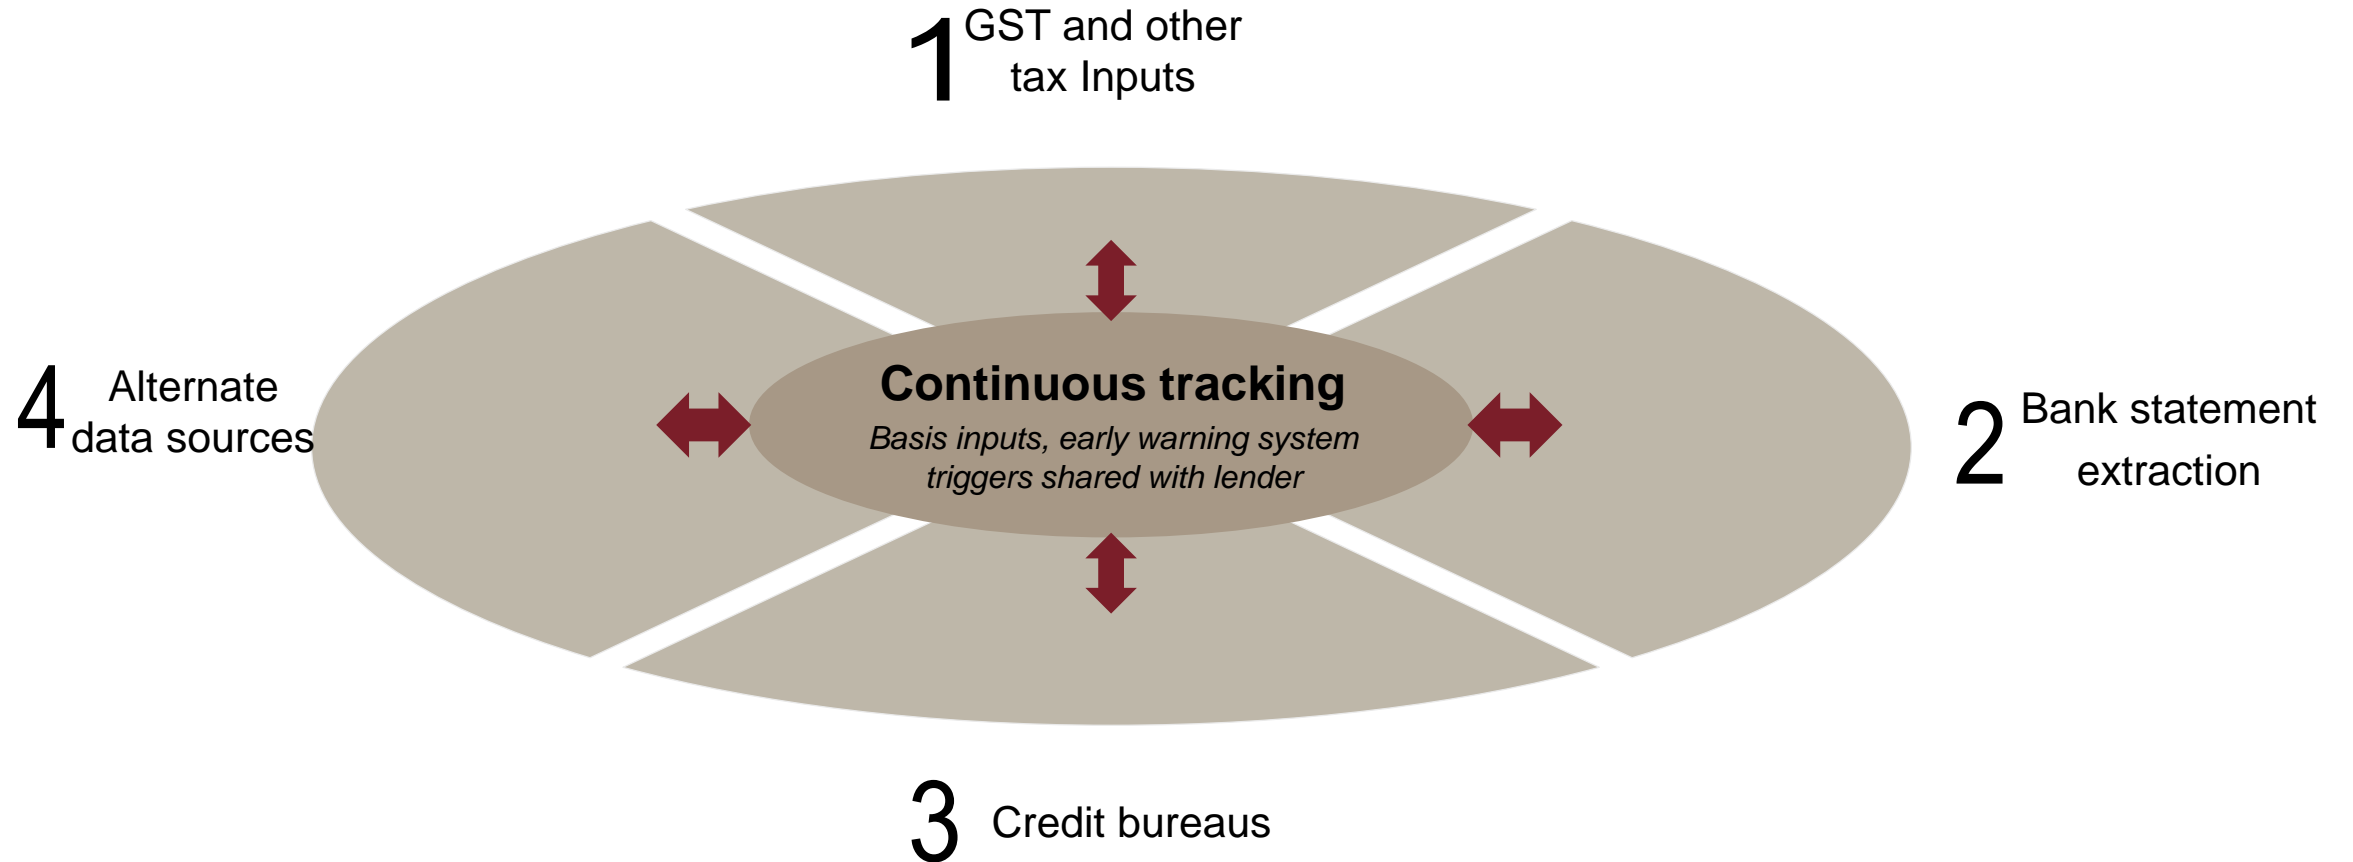 1 GST and other
tax Inputs
Continuous tracking
Basis inputs, early warning system
triggers shared with lender
4 Alternate
data sources
2 Bank statement
extraction
3 Credit bureaus